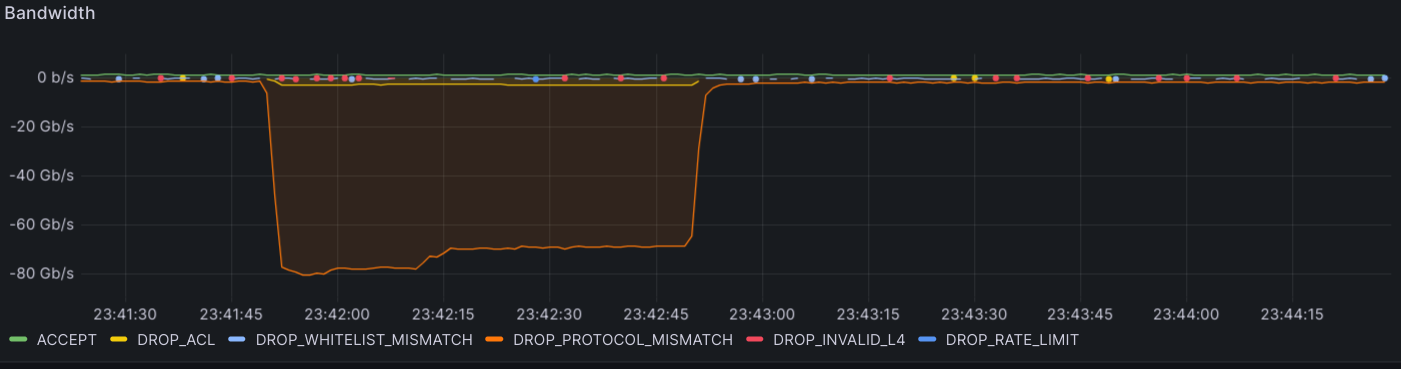 Bandwidth
0 b/s
-20 Gb/s
-40 Gb/s
-60 Gb/s
-80 Gb/s
23:41:30 23:41:45 23:42:00 23:42:15 23:42:30 23:42:45 23:43:00 23:43:15 23:43:30 23:43:45 23:44:00 23:44:15
ACCEPT DROP_ACL DROP_WHITELIST_MISMATCH DROP_PROTOCOL_MISMATCH DROP_INVALID_L4 DROP_RATE_LIMIT